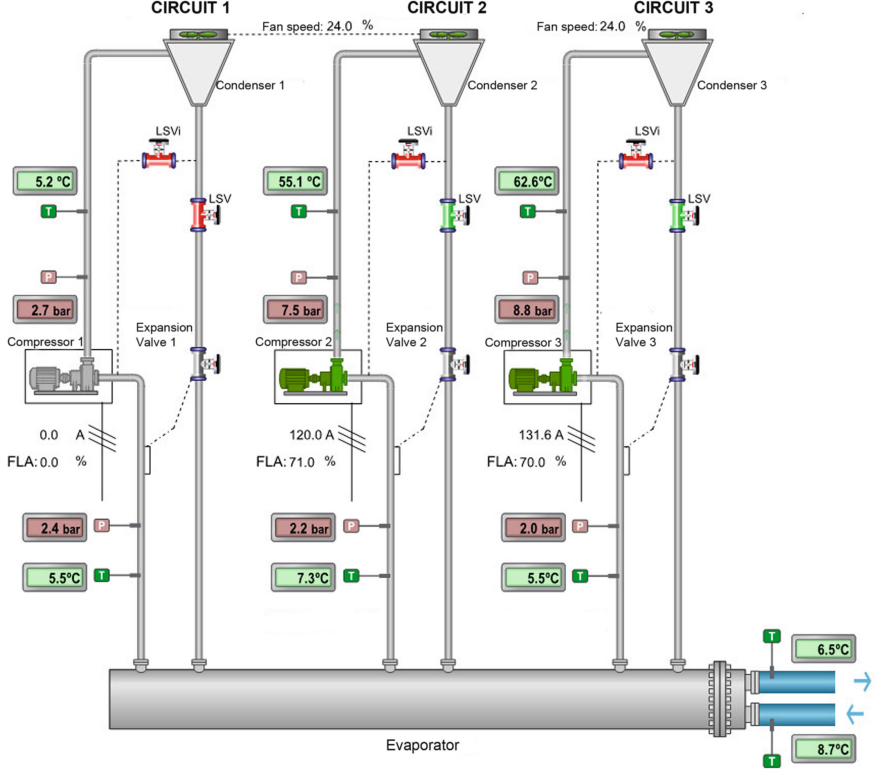 CIRCUIT 1
CIRCUIT 2
CIRCUIT 3
Fan speed: 24.0 %
Fan speed: 24.0 %
Condenser 1
Condenser 2
Condenser 3
LSVi
LSVi
LSVi
5.2 ºC
55.1 ºC
62.6ºC
LSV
LSV
LSV
T
T
T
P
P
P
2.7 bar
7.5 bar
8.8 bar
Compressor 1
Expansion
Valve 1
Compressor 2
Expansion
Valve 2
Compressor 3
Expansion
Valve 3
0.0 A
120.0 A
131.6 A
FLA: 0.0 %
FLA: 71.0 %
FLA: 70.0 %
2.4 bar P
2.2 bar P
2.0 bar P
5.5ºC T
7.3ºC T
5.5ºC T
T 6.5ºC
Evaporator
T 8.7ºC